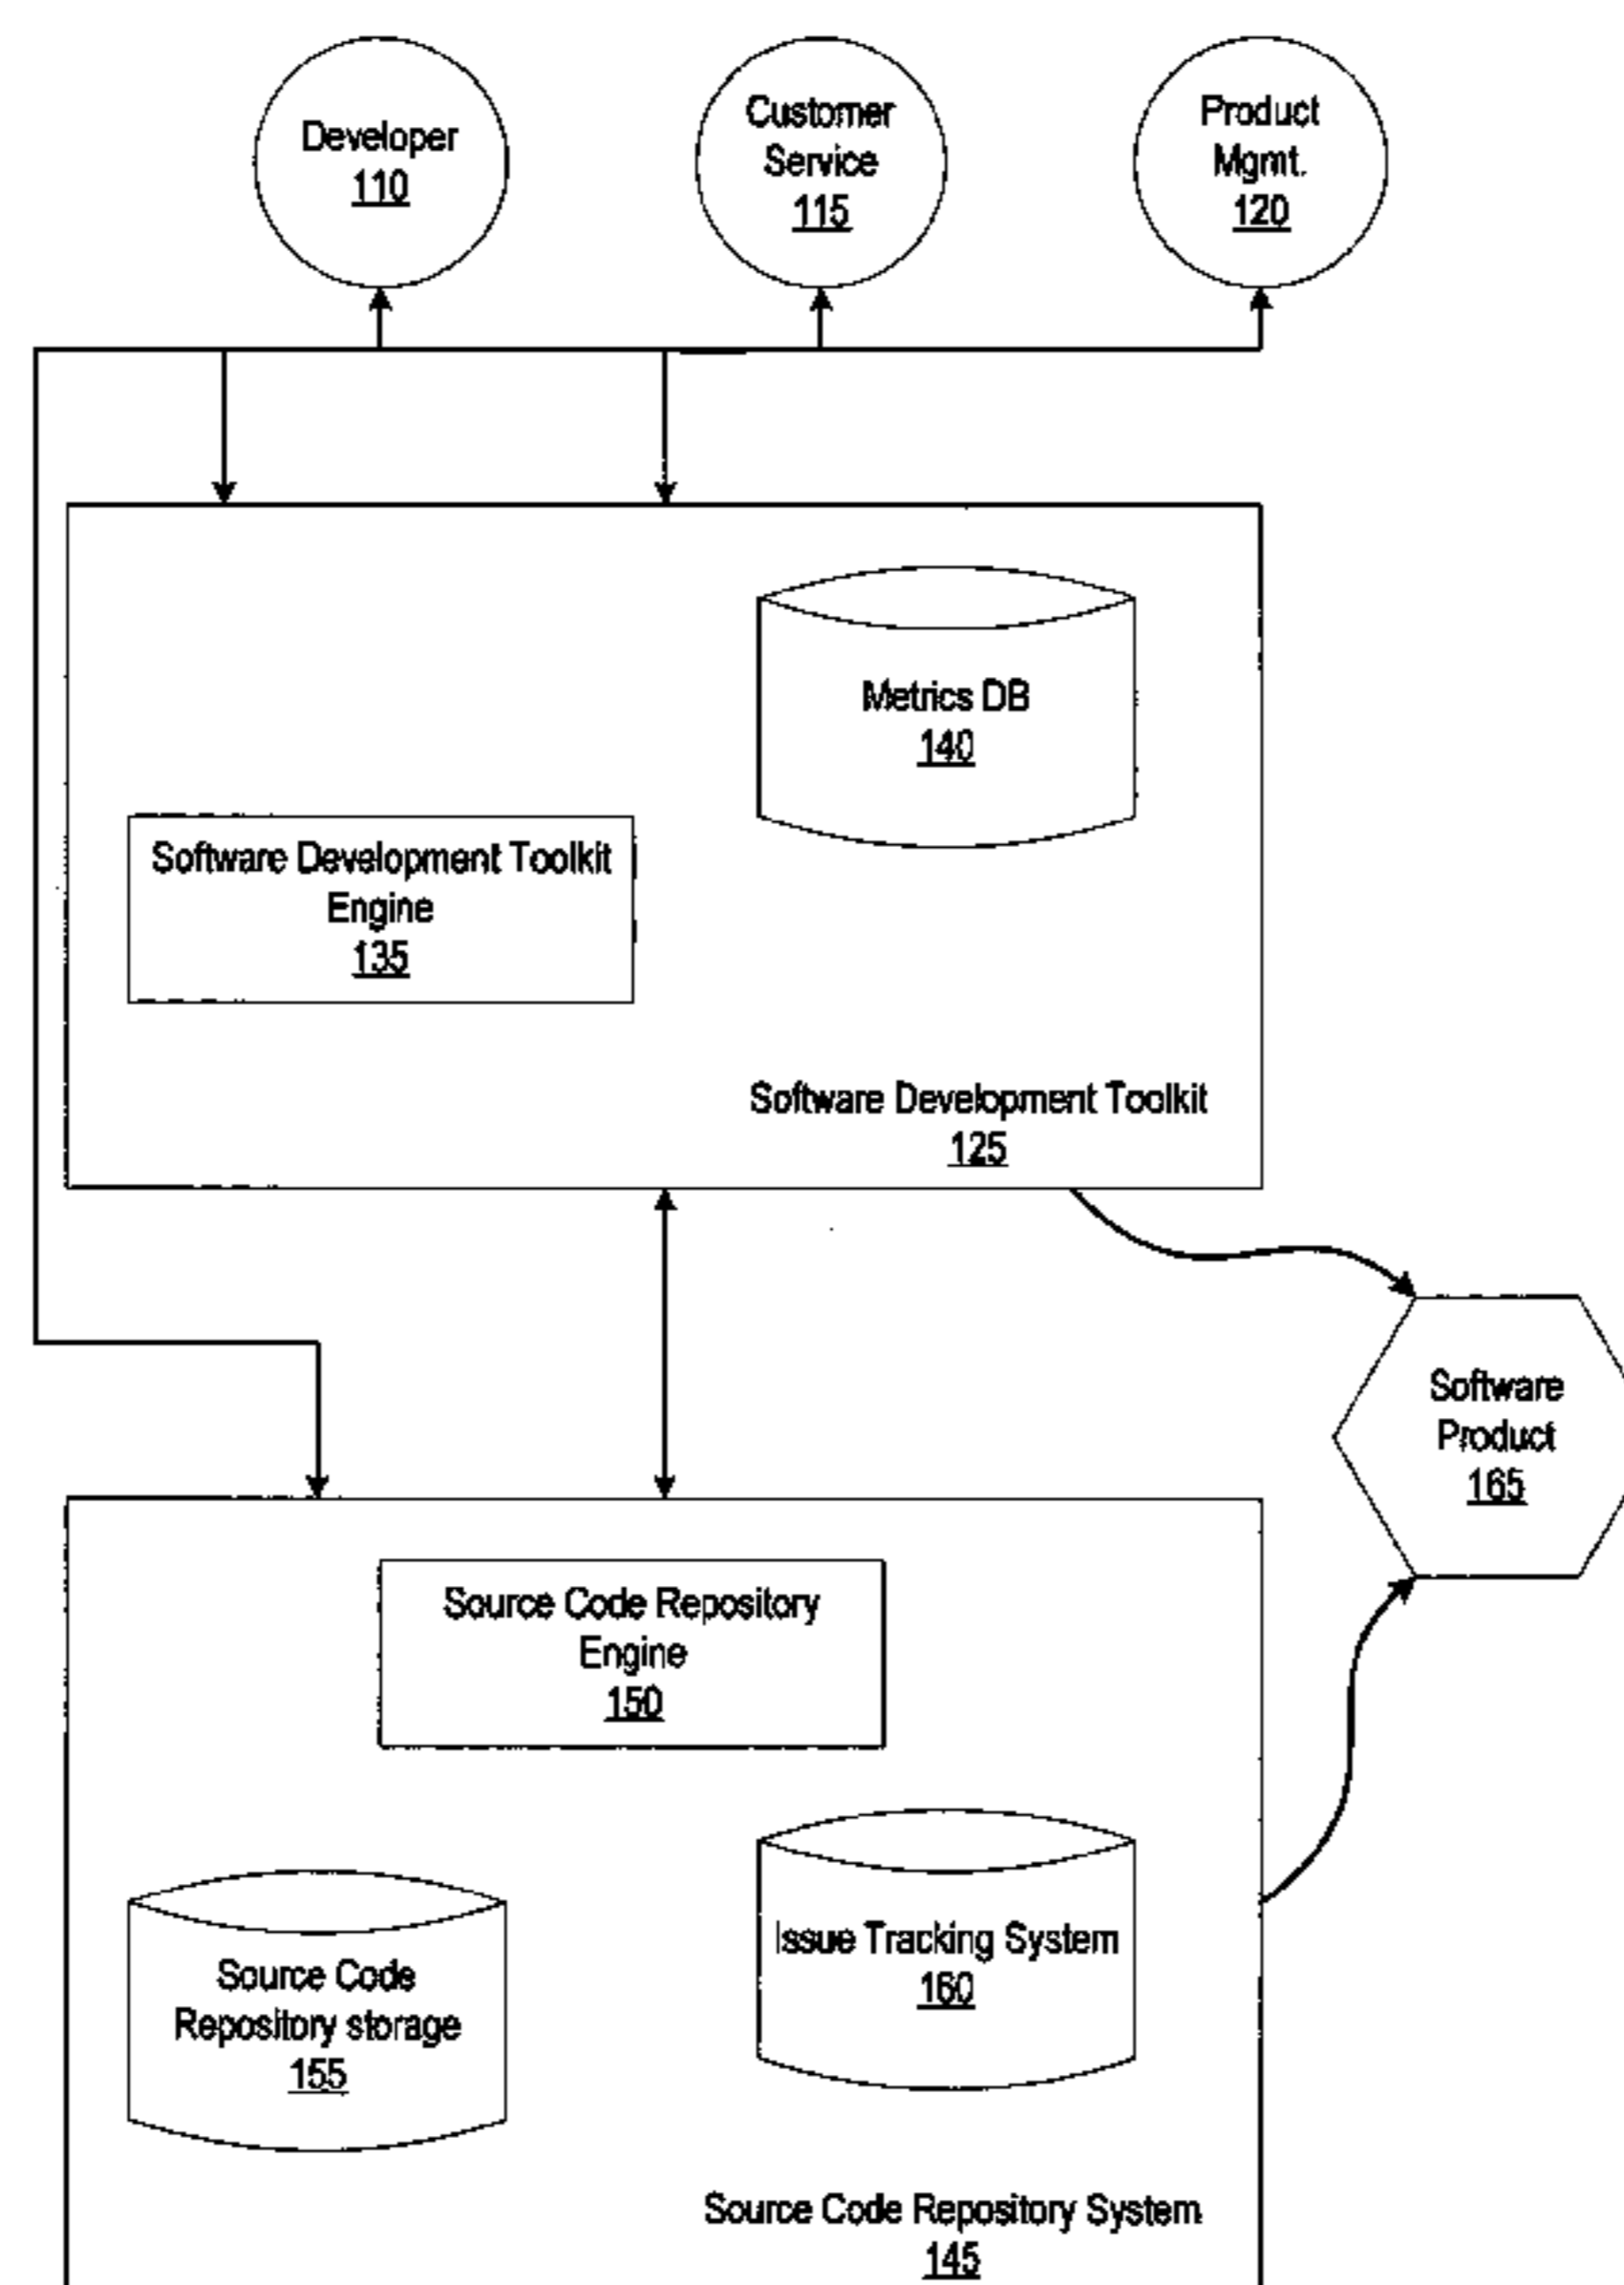 Developer
110
Customer
Service
115
Product
Mgmt.
120
Metrics DB
140
Software Development Toolkit
Engine
135
Software Development Toolkit
125
Software
Product
165
Source Code Repository
Engine
150
Issue Tracking System
160
Source Code
Repository storage
155
Source Code Repository System
145